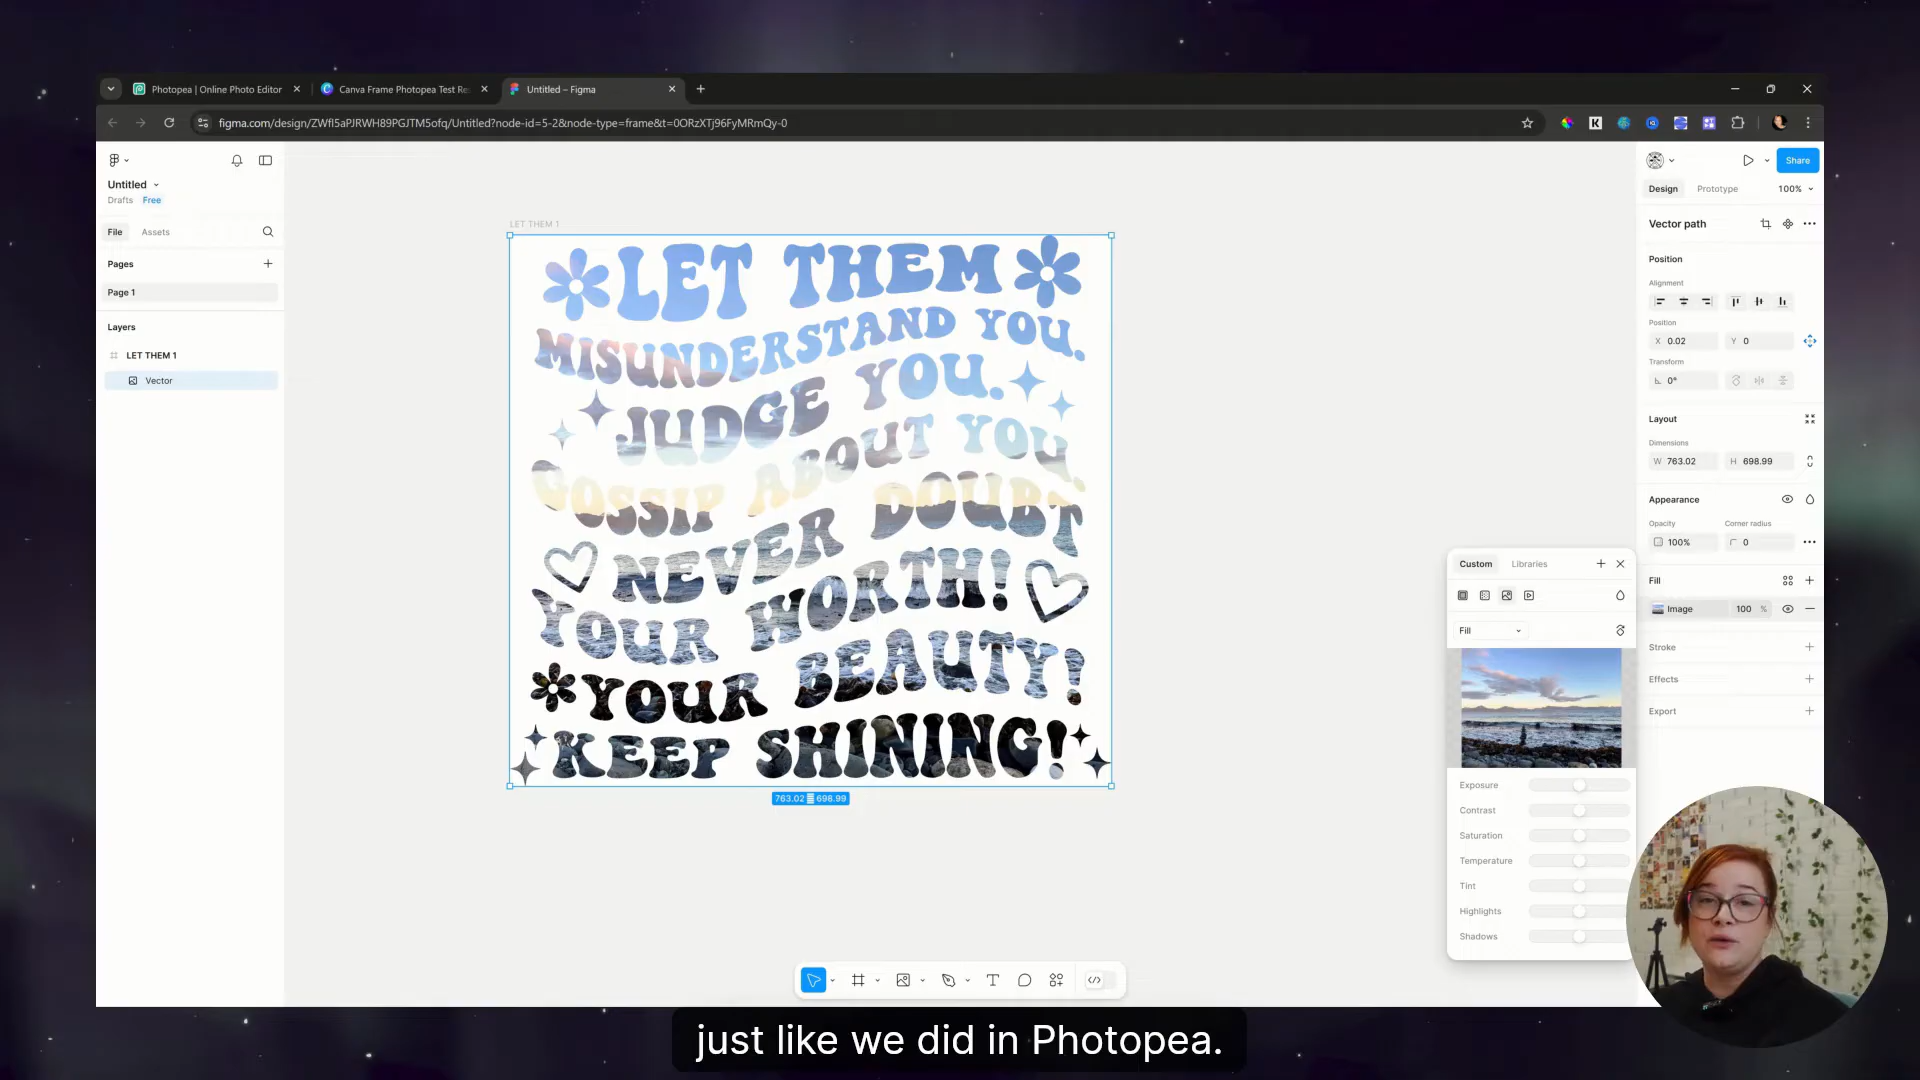 Photopea | Online Photo Editor
Canva Frame Photopea Test Re
Untitled – Figma
figma.com/design/ZWfl5aPJRWH89PGJTM5ofq/Untitled?node-id=5-2&node-type=frame&t=0ORzXTj96FyMRmQy-0
Untitled
Drafts Free
File Assets
Pages
Page 1
Layers
LET THEM 1
Vector
LET THEM 1
LET THEM
MISUNDERSTAND YOU.
JUDGE YOU.
GOSSIP ABOUT YOU.
NEVER DOUBT
YOUR WORTH!
YOUR BEAUTY!
KEEP SHINING!
763.02 698.99
Share
Design Prototype 100%
Vector path
Position
Alignment
Position
X 0.02 Y 0
Transform
0°
Layout
Dimensions
W 763.02 H 698.99
Appearance
Opacity Corner radius
100% 0
Fill
Image 100 %
Stroke
Effects
Export
Custom Libraries
Fill
Exposure
Contrast
Saturation
Temperature
Tint
Highlights
Shadows
just like we did in Photopea.